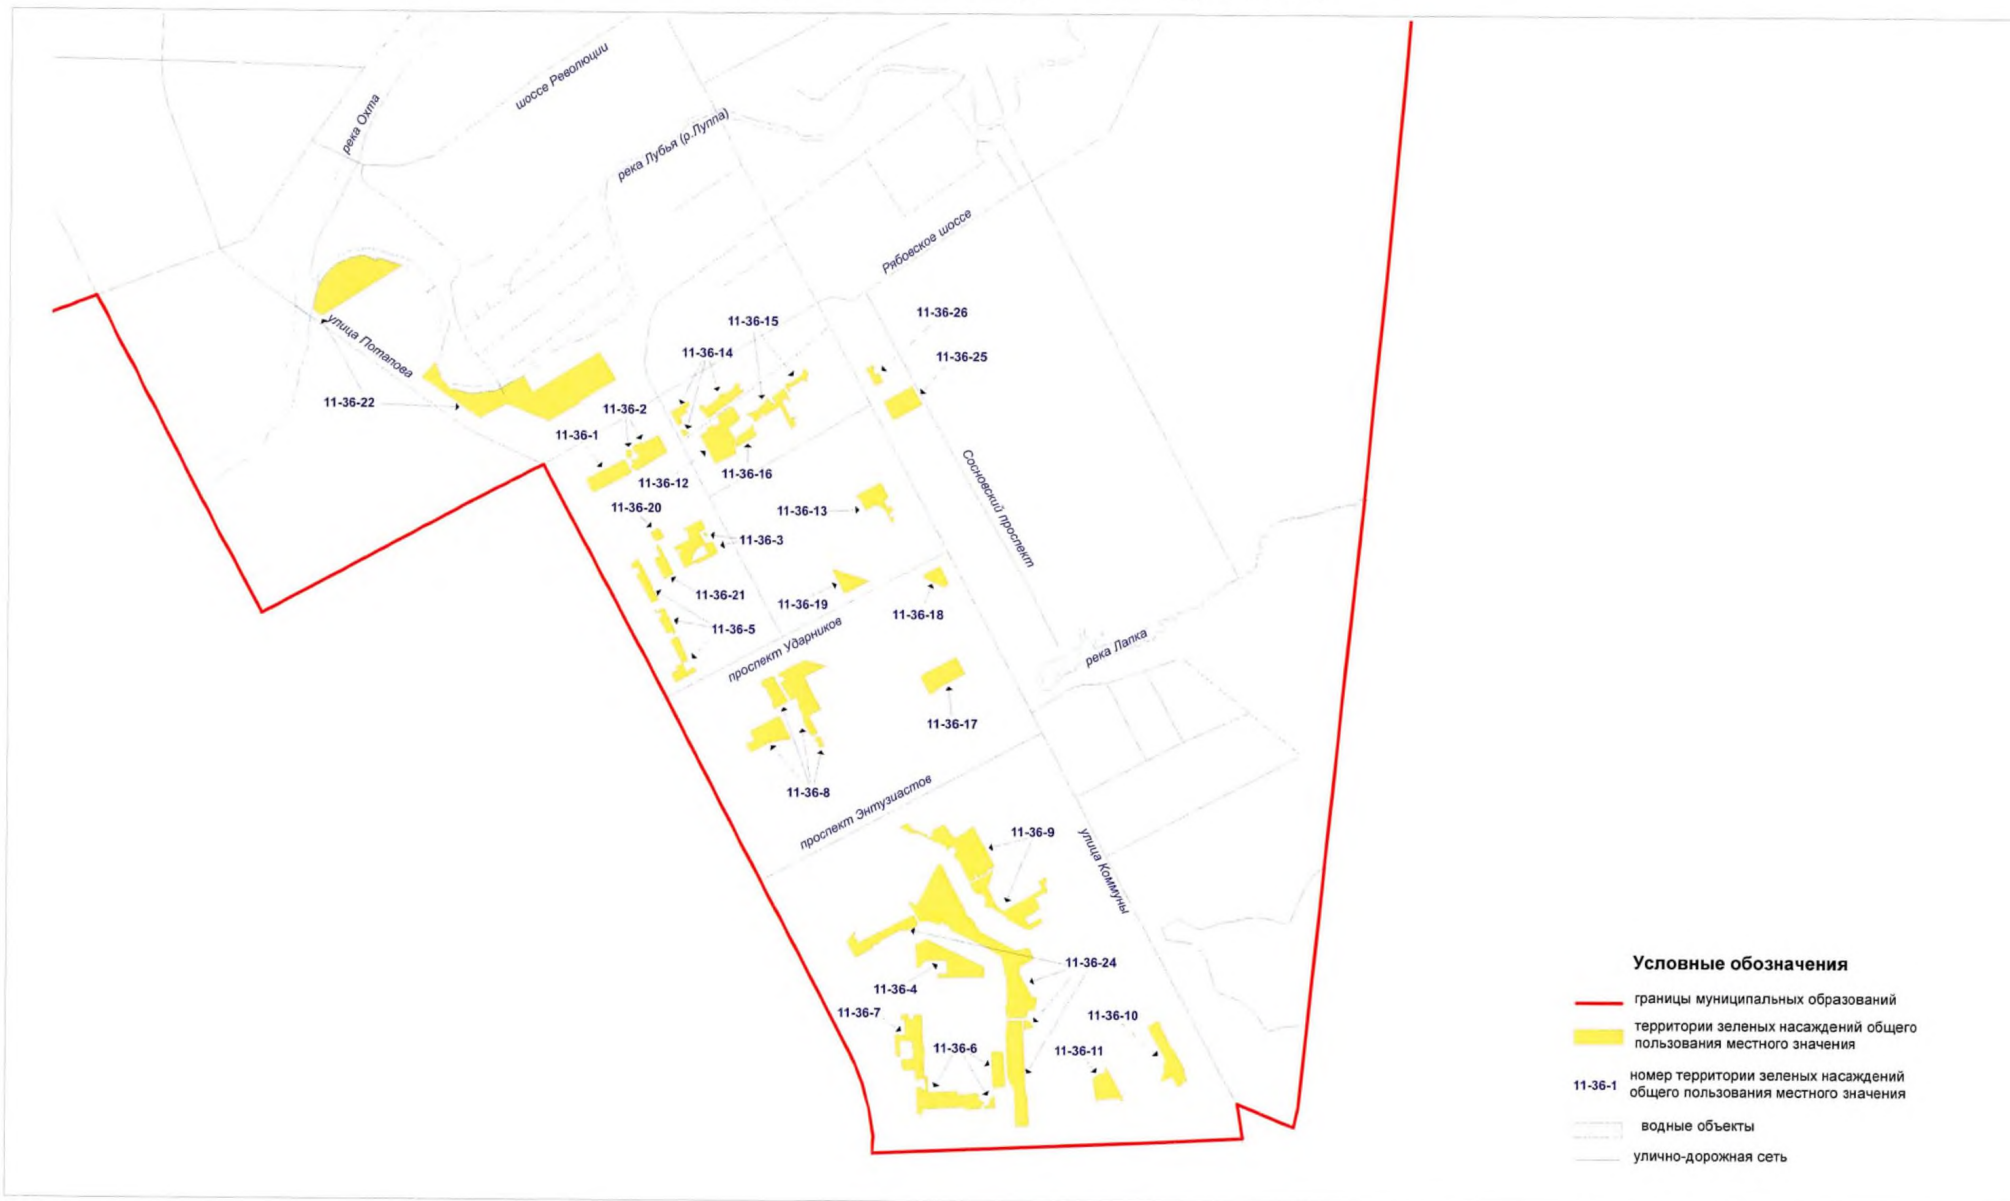 шоссе Революции
река Охта
река Лубья (р.Луппа)
Рябовское шоссе
11-36-26
11-36-15
улица Потапова
11-36-14
11-36-25
11-36-22
11-36-2
11-36-1
11-36-16
11-36-12
Сосновский проспект
11-36-20
11-36-13
11-36-3
11-36-21
11-36-19
11-36-18
11-36-5
проспект Ударников
река Лапка
11-36-17
11-36-8
проспект Энтузиастов
11-36-9
улица Коммуны
11-36-24
11-36-4
11-36-7
11-36-10
11-36-6
11-36-11
Условные обозначения
границы муниципальных образований
территории зеленых насаждений общего
пользования местного значения
11-36-1
номер территории зеленых насаждений
общего пользования местного значения
водные объекты
улично-дорожная сеть